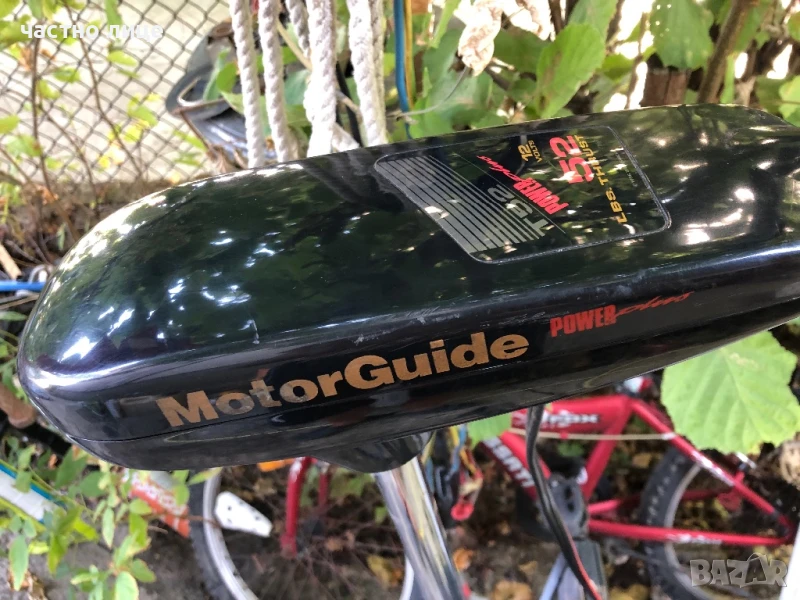 частно лице
12
VOLTS
52
LBS. THRUST
POWER plus
MotorGuide
POWER plus
BAZAR